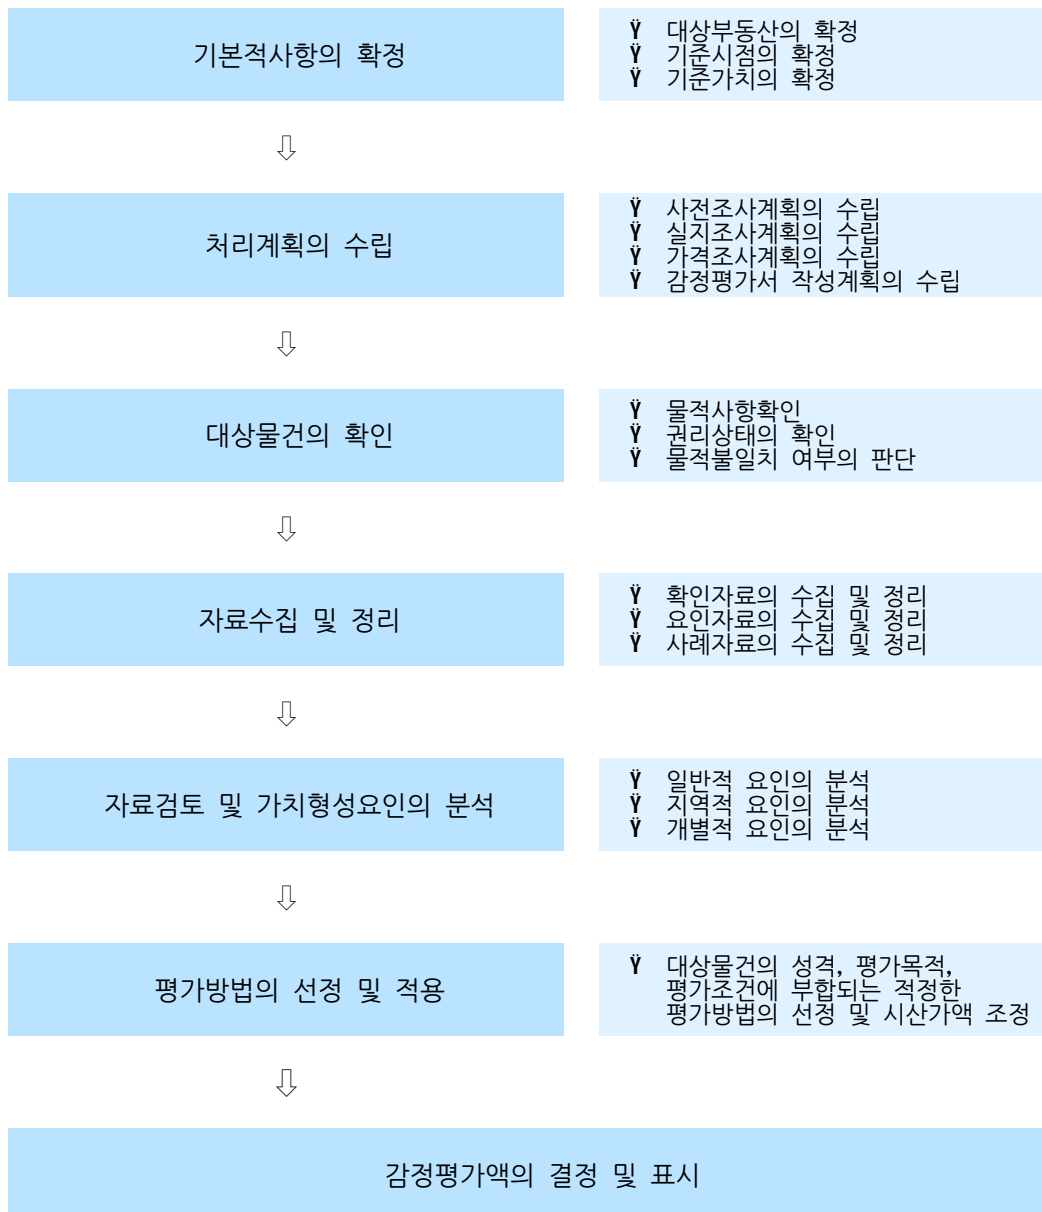 기본적사항의 확정
Ÿ 대상부동산의 확정
Ÿ 기준시점의 확정
Ÿ 기준가치의 확정
⇩
처리계획의 수립
Ÿ 사전조사계획의 수립
Ÿ 실지조사계획의 수립
Ÿ 가격조사계획의 수립
Ÿ 감정평가서 작성계획의 수립
⇩
대상물건의 확인
Ÿ 물적사항확인
Ÿ 권리상태의 확인
Ÿ 물적불일치 여부의 판단
⇩
자료수집 및 정리
Ÿ 확인자료의 수집 및 정리
Ÿ 요인자료의 수집 및 정리
Ÿ 사례자료의 수집 및 정리
⇩
자료검토 및 가치형성요인의 분석
Ÿ 일반적 요인의 분석
Ÿ 지역적 요인의 분석
Ÿ 개별적 요인의 분석
⇩
평가방법의 선정 및 적용
Ÿ 대상물건의 성격, 평가목적,
평가조건에 부합되는 적정한
평가방법의 선정 및 시산가액 조정
⇩
감정평가액의 결정 및 표시